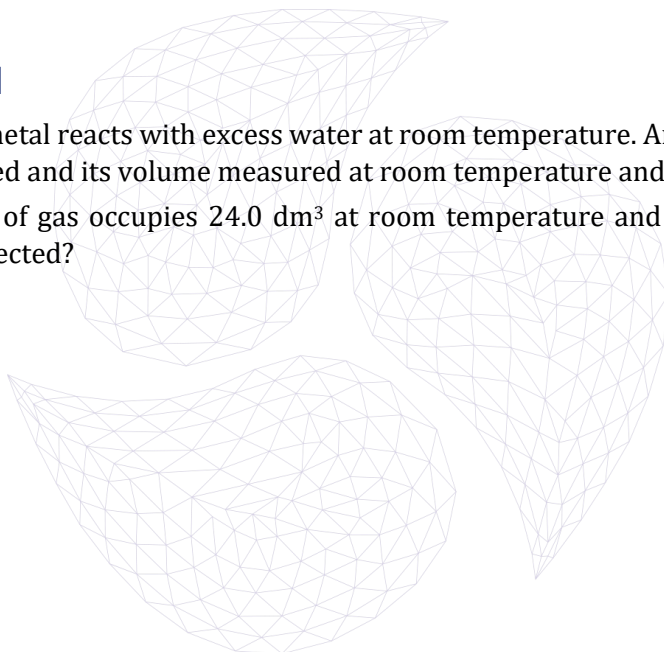 etal reacts with excess water at room temperature. A
ed and its volume measured at room temperature and
of gas occupies 24.0 dm³ at room temperature and
ected?